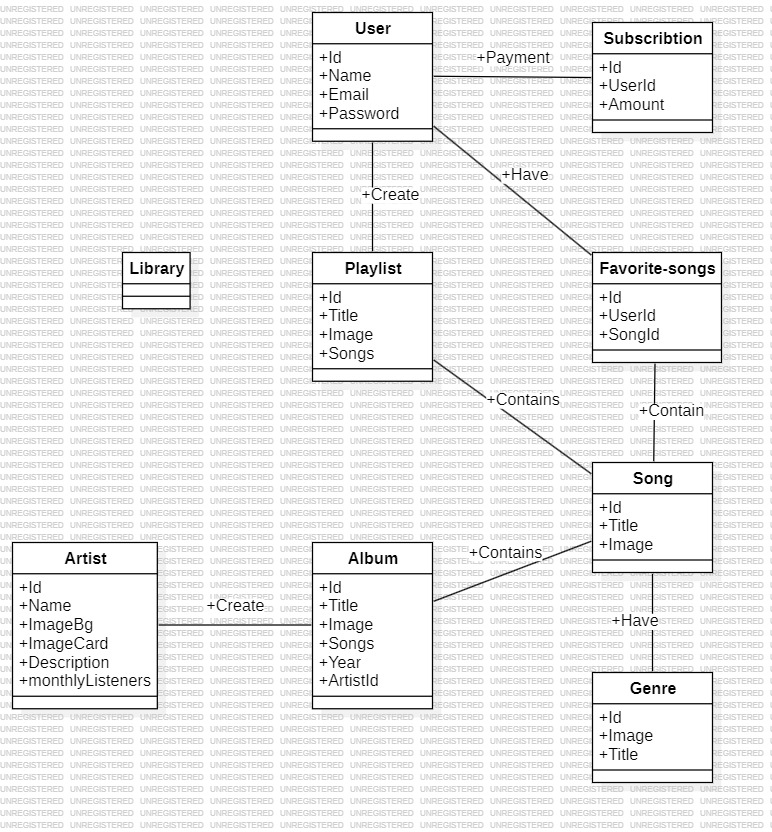 User
+Id
+Name
+Email
+Password
+Payment
Subscribtion
+Id
+UserId
+Amount
+Create
+Have
Library
Playlist
+Id
+Title
+Image
+Songs
Favorite-songs
+Id
+UserId
+SongId
+Contains
+Contain
Song
+Id
+Title
+Image
Artist
+Id
+Name
+ImageBg
+ImageCard
+Description
+monthlyListeners
+Create
Album
+Id
+Title
+Image
+Songs
+Year
+ArtistId
+Contains
+Have
Genre
+Id
+Image
+Title
UNREGISTERED